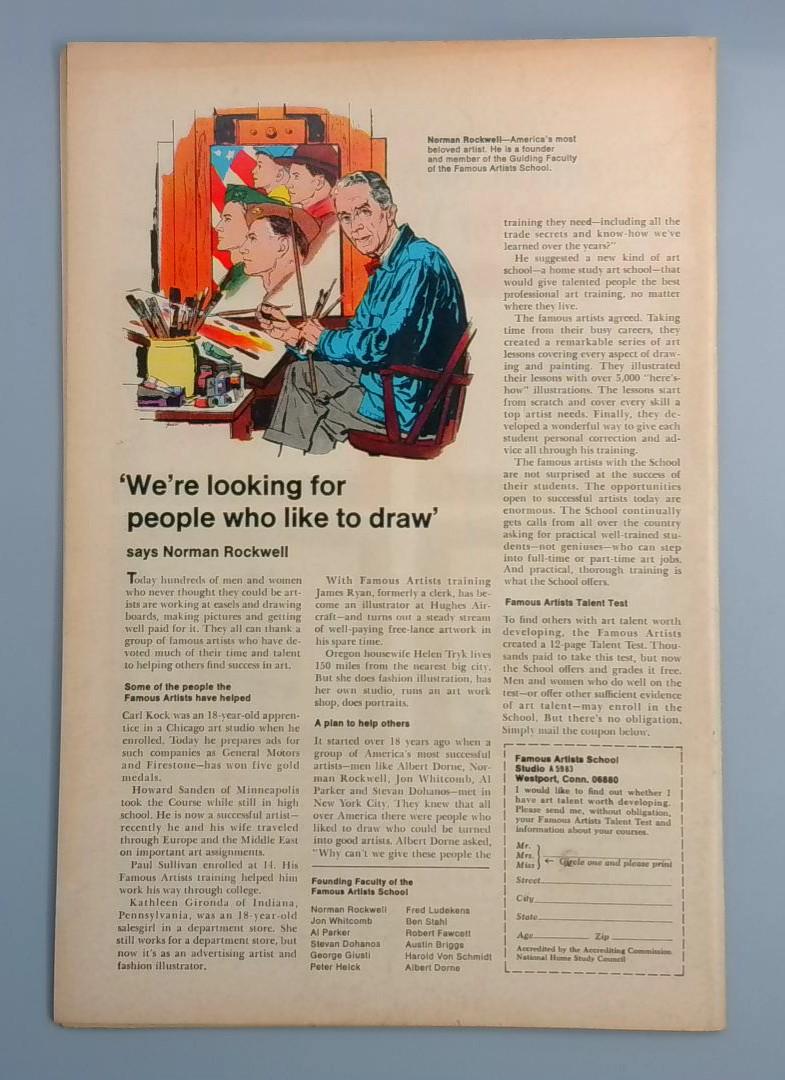 Norman Rockwell—America's most
beloved artist. He is a founder
and member of the Guiding Faculty
of the Famous Artists School.
'We're looking for
people who like to draw'
says Norman Rockwell
Today hundreds of men and women
who never thought they could be art-
ists are working at easels and drawing
boards, making pictures and getting
well paid for it. They all can thank a
group of famous artists who have de-
voted much of their time and talent
to helping others find success in art.
Some of the people the
Famous Artists have helped
Carl Kock was an 18-year-old appren-
tice in a Chicago art studio when he
enrolled. Today he prepares ads for
such companies as General Motors
and Firestone—has won five gold
medals.
Howard Sanden of Minneapolis
took the Course while still in high
school. He is now a successful artist—
recently he and his wife traveled
through Europe and the Middle East
on important art assignments.
Paul Sullivan enrolled at 14. His
Famous Artists training helped him
work his way through college.
Kathleen Gironda of Indiana,
Pennsylvania, was an 18-year-old
salesgirl in a department store. She
still works for a department store, but
now it's as an advertising artist and
fashion illustrator.
With Famous Artists training
James Ryan, formerly a clerk, has be-
come an illustrator at Hughes Air-
craft—and turns out a steady stream
of well-paying free-lance artwork in
his spare time.
Oregon housewife Helen Tryk lives
150 miles from the nearest big city.
But she does fashion illustration, has
her own studio, runs an art work
shop, does portraits.
A plan to help others
It started over 18 years ago when a
group of America's most successful
artists—men like Albert Dorne, Nor-
man Rockwell, Jon Whitcomb, Al
Parker and Stevan Dohanos—met in
New York City. They knew that all
over America there were people who
liked to draw who could be turned
into good artists. Albert Dorne asked,
"Why can't we give these people the
Founding Faculty of the
Famous Artists School
Norman Rockwell
Jon Whitcomb
Al Parker
Stevan Dohanos
George Giusti
Peter Helck
Fred Ludekens
Ben Stahl
Robert Fawcett
Austin Briggs
Harold Von Schmidt
Albert Dorne
training they need—including all the
trade secrets and know-how we've
learned over the years?"
He suggested a new kind of art
school—a home study art school—that
would give talented people the best
professional art training, no matter
where they live.
The famous artists agreed. Taking
time from their busy careers, they
created a remarkable series of art
lessons covering every aspect of draw-
ing and painting. They illustrated
their lessons with over 5,000 "here's-
how" illustrations. The lessons start
from scratch and cover every skill a
top artist needs. Finally, they de-
veloped a wonderful way to give each
student personal correction and ad-
vice all through his training.
The famous artists with the School
are not surprised at the success of
their students. The opportunities
open to successful artists today are
enormous. The School continually
gets calls from all over the country
asking for practical well-trained stu-
dents—not geniuses—who can step
into full-time or part-time art jobs.
And practical, thorough training is
what the School offers.
Famous Artists Talent Test
To find others with art talent worth
developing, the Famous Artists
created a 12-page Talent Test. Thou-
sands paid to take this test, but now
the School offers and grades it free.
Men and women who do well on the
test—or offer other sufficient evidence
of art talent—may enroll in the
School. But there's no obligation.
Simply mail the coupon below.
Famous Artists School
Studio A 5983
Westport, Conn. 06880
I would like to find out whether I
have art talent worth developing.
Please send me, without obligation,
your Famous Artists Talent Test and
information about your courses.
Mr.
Mrs.
Miss
← Circle one and please print
Street
City
State
Age Zip
Accredited by the Accrediting Commission
National Home Study Council